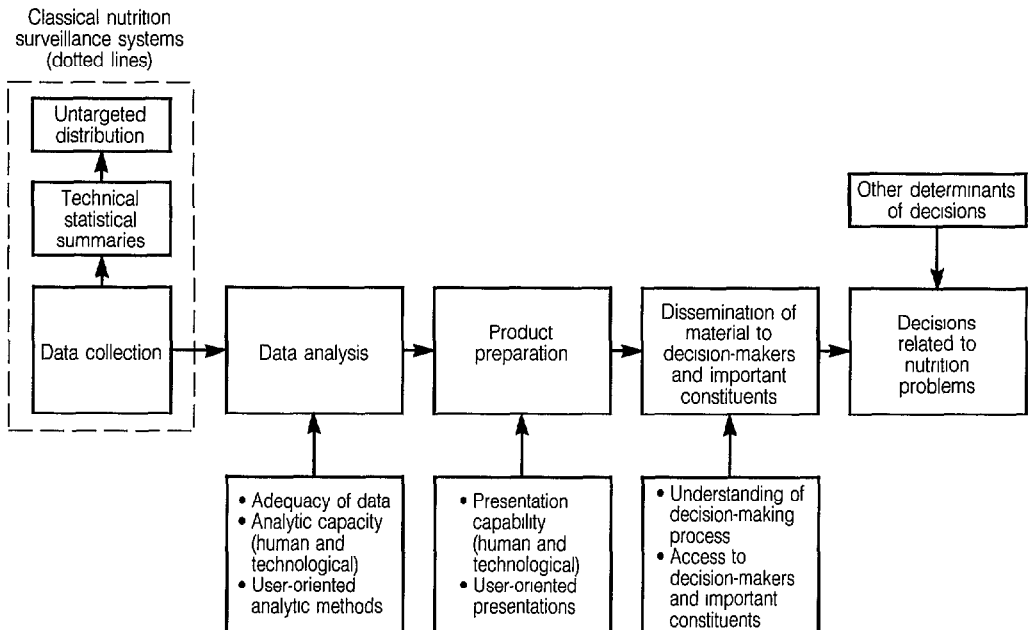 Classical nutrition
surveillance systems
(dotted lines)
Untargeted
distribution
Technical
statistical
summaries
Other determinants
of decisions
Data collection
Data analysis
Product
preparation
Dissemination of
material to
decision-makers
and important
constituents
Decisions
related to
nutrition
problems
• Adequacy of data
• Analytic capacity
(human and
technological)
• User-oriented
analytic methods
• Presentation
capability
(human and
technological)
• User-oriented
presentations
• Understanding of
decision-making
process
• Access to
decision-makers
and important
constituents